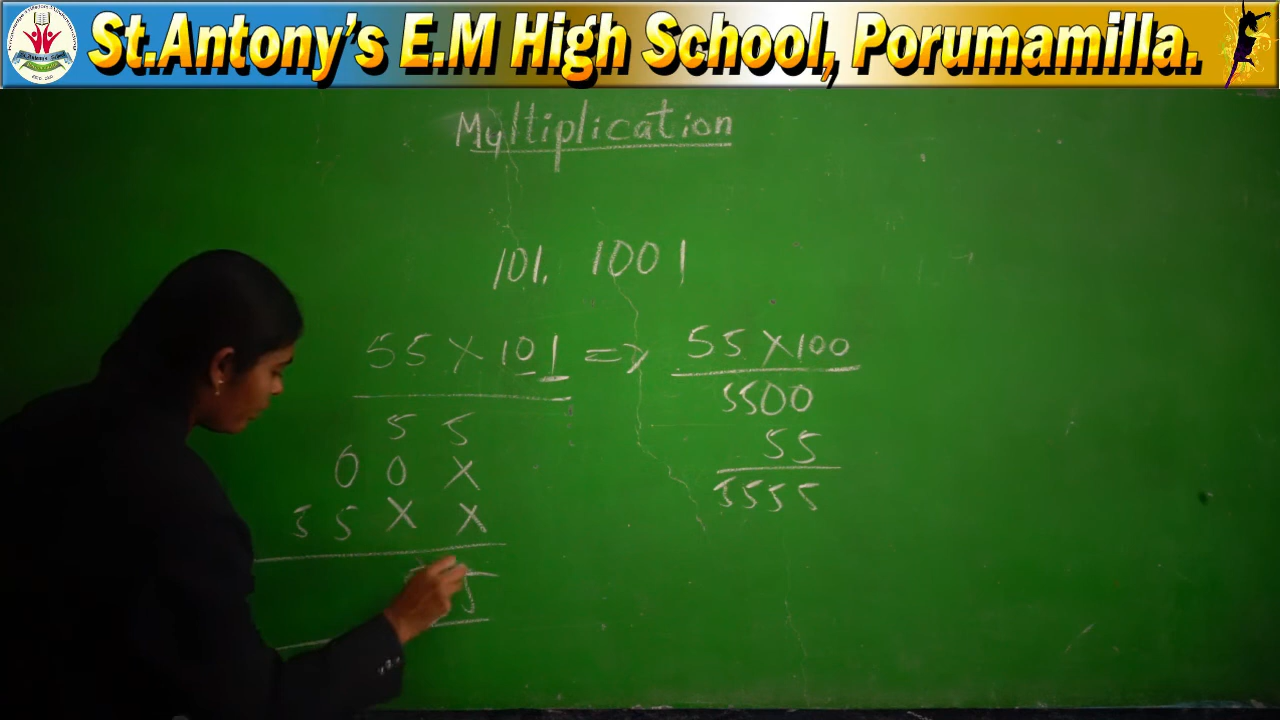 St.Antony's E.M High School, Porumamilla.
Multiplication
101, 1001
55 X 101 => 55 X 100
5 5
0 0 X
5 5 X X
5
5500
55
5555